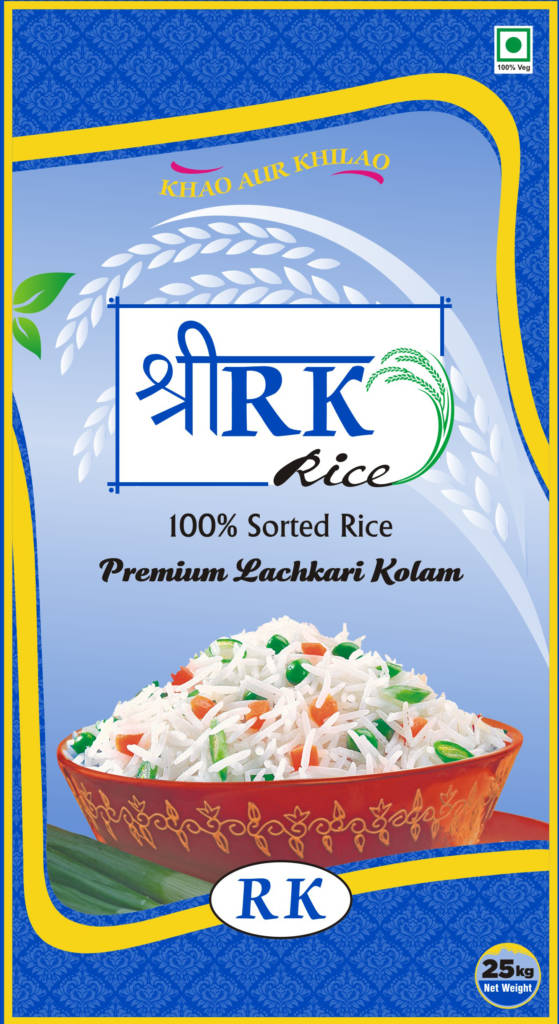 100% Veg
KHAO AUR KHILAO
श्री RK
Rice
100% Sorted Rice
Premium Lachkari Kolam
RK
25kg
Net Weight